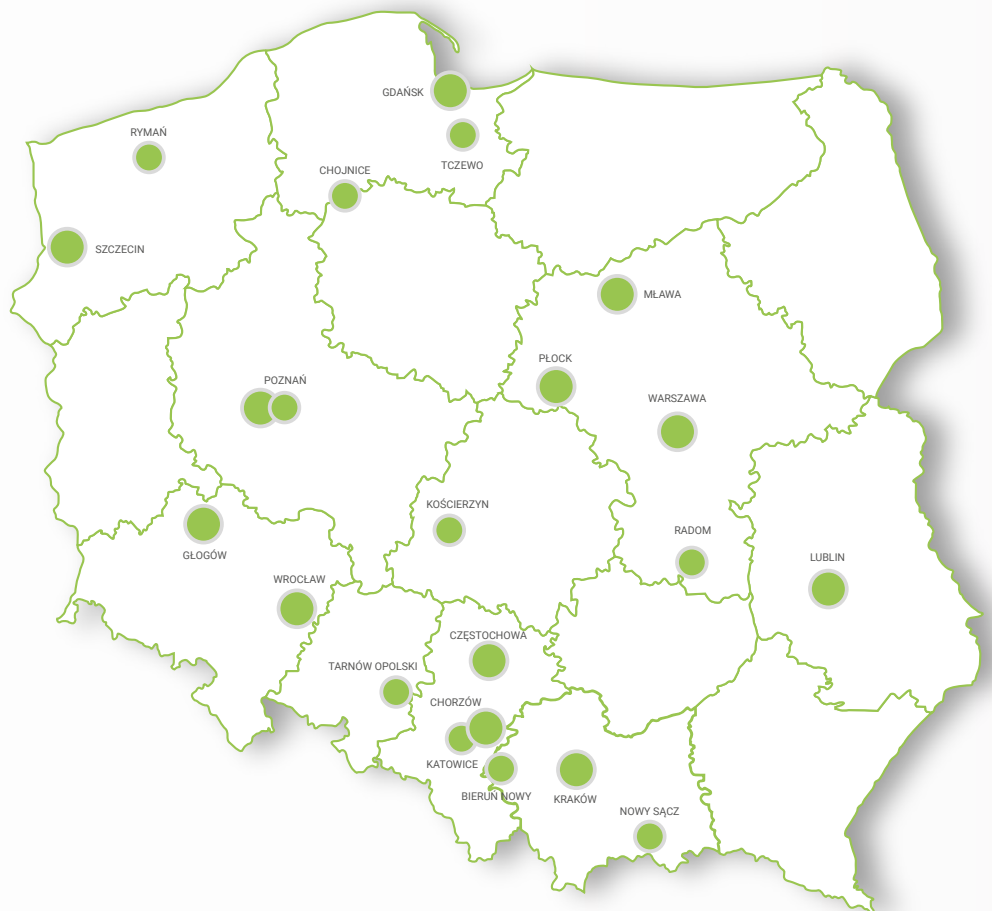 GDAŃSK
RYMAŃ
TCZEWO
CHOJNICE
SZCZECIN
MŁAWA
PŁOCK
POZNAŃ
WARSZAWA
KOŚCIERZYN
RADOM
GŁOGÓW
LUBLIN
WROCŁAW
CZĘSTOCHOWA
TARNÓW OPOLSKI
CHORZÓW
KATOWICE
BIERUŃ NOWY
KRAKÓW
NOWY SĄCZ